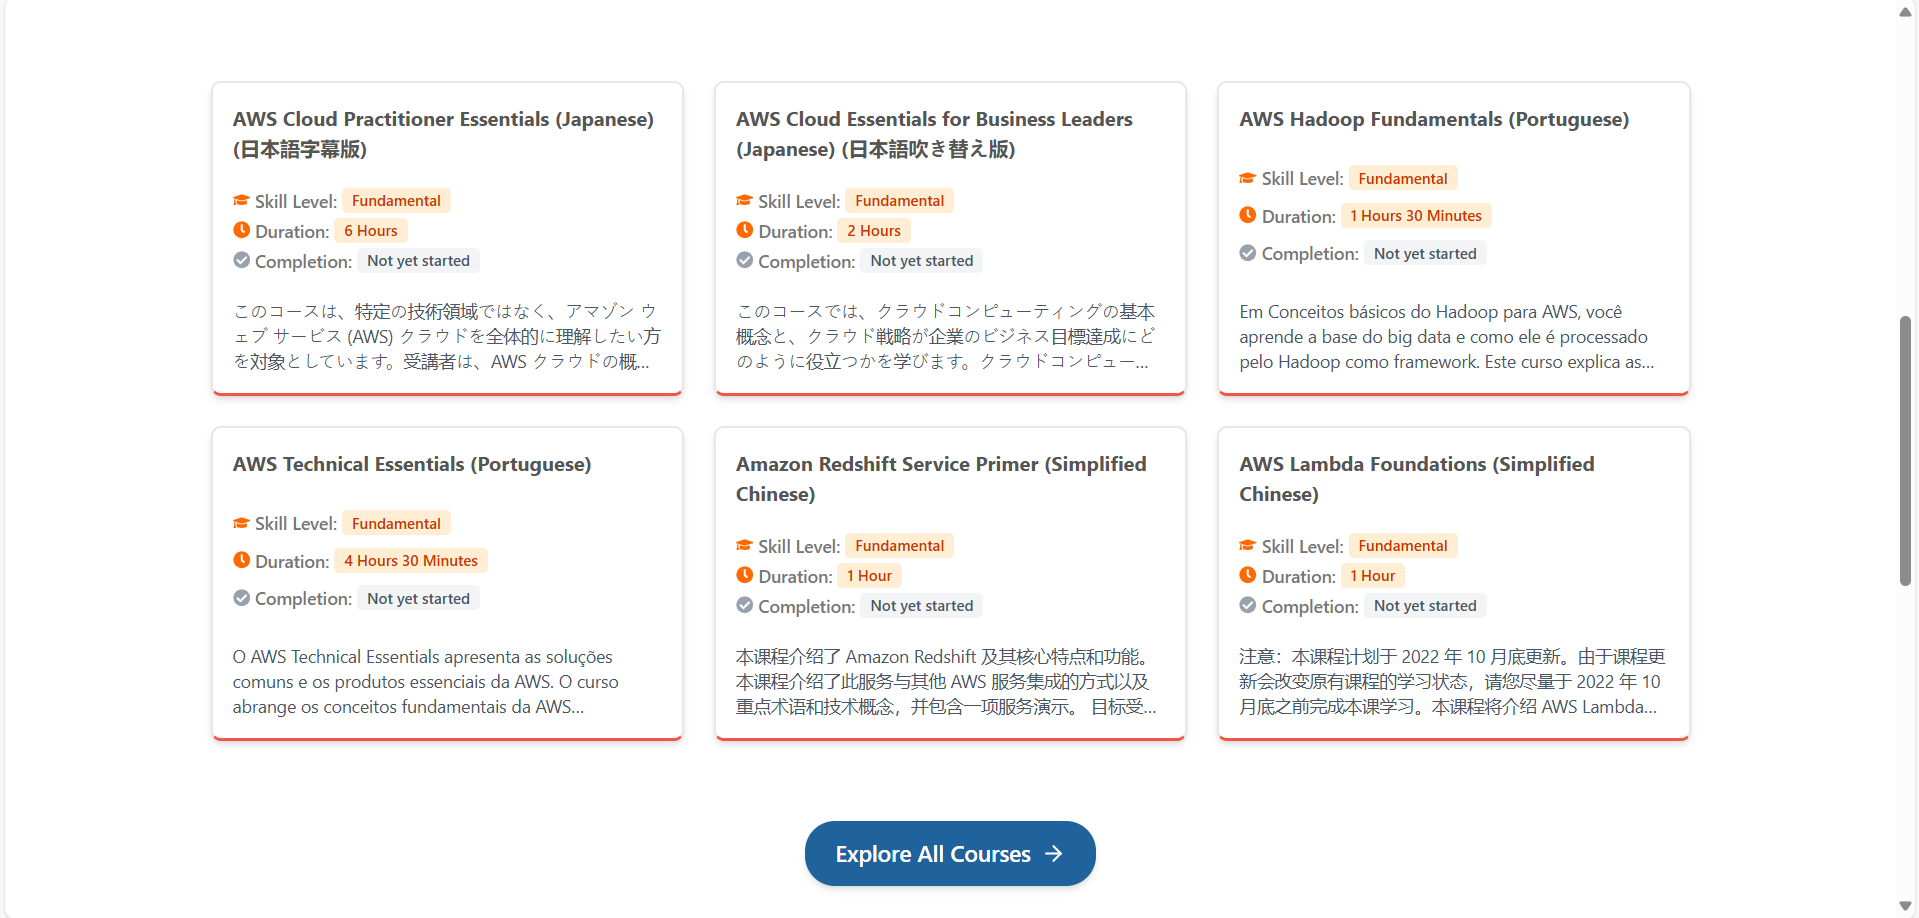 AWS Cloud Practitioner Essentials (Japanese)
(日本語字幕版)
Skill Level: Fundamental
Duration: 6 Hours
Completion: Not yet started
このコースは、特定の技術領域ではなく、アマゾン ウ
ェブ サービス (AWS) クラウドを全体的に理解したい方
を対象としています。受講者は、AWS クラウドの概...
AWS Cloud Essentials for Business Leaders
(Japanese) (日本語吹き替え版)
Skill Level: Fundamental
Duration: 2 Hours
Completion: Not yet started
このコースでは、クラウドコンピューティングの基本
概念と、クラウド戦略が企業のビジネス目標達成にど
のように役立つかを学びます。クラウドコンピュー...
AWS Hadoop Fundamentals (Portuguese)
Skill Level: Fundamental
Duration: 1 Hours 30 Minutes
Completion: Not yet started
Em Conceitos básicos do Hadoop para AWS, você
aprende a base do big data e como ele é processado
pelo Hadoop como framework. Este curso explica as...
AWS Technical Essentials (Portuguese)
Skill Level: Fundamental
Duration: 4 Hours 30 Minutes
Completion: Not yet started
O AWS Technical Essentials apresenta as soluções
comuns e os produtos essenciais da AWS. O curso
abrange os conceitos fundamentais da AWS...
Amazon Redshift Service Primer (Simplified
Chinese)
Skill Level: Fundamental
Duration: 1 Hour
Completion: Not yet started
本课程介绍了 Amazon Redshift 及其核心特点和功能。
本课程介绍了此服务与其他 AWS 服务集成的方式以及
重点术语和技术概念，并包含一项服务演示。 目标受...
AWS Lambda Foundations (Simplified
Chinese)
Skill Level: Fundamental
Duration: 1 Hour
Completion: Not yet started
注意：本课程计划于 2022 年 10 月底更新。由于课程更
新会改变原有课程的学习状态，请您尽量于 2022 年 10
月底之前完成本课学习。本课程将介绍 AWS Lambda...
Explore All Courses →